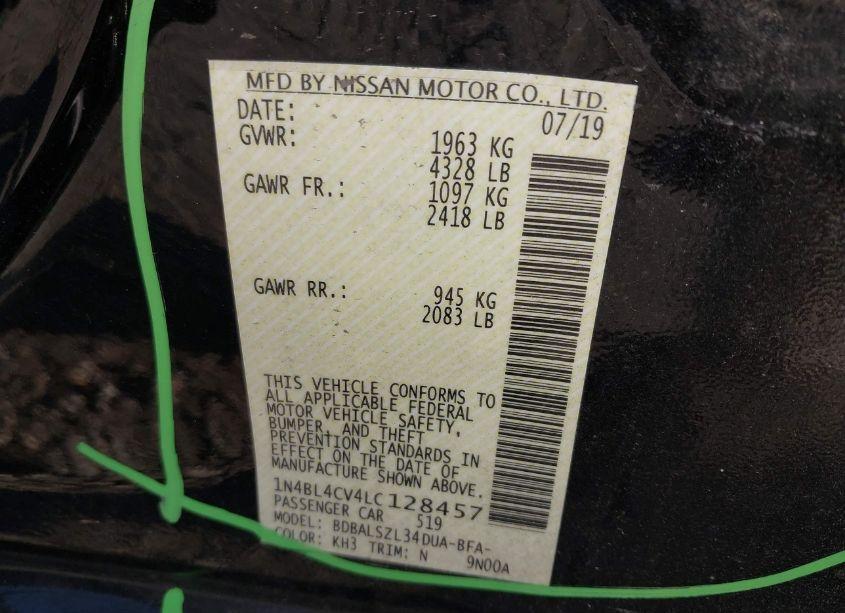 MFD BY NISSAN MOTOR CO., LTD.
DATE: 07/19
GVWR: 1963 KG
4328 LB
GAWR FR.: 1097 KG
2418 LB
GAWR RR.: 945 KG
2083 LB
THIS VEHICLE CONFORMS TO
ALL APPLICABLE FEDERAL
MOTOR VEHICLE SAFETY,
BUMPER, AND THEFT
PREVENTION STANDARDS IN
EFFECT ON THE DATE OF
MANUFACTURE SHOWN ABOVE.
1N4BL4CV4LC128457
PASSENGER CAR 519
MODEL: BDBALSZL34DUA-BFA-
COLOR: KH3 TRIM: N 9N00A